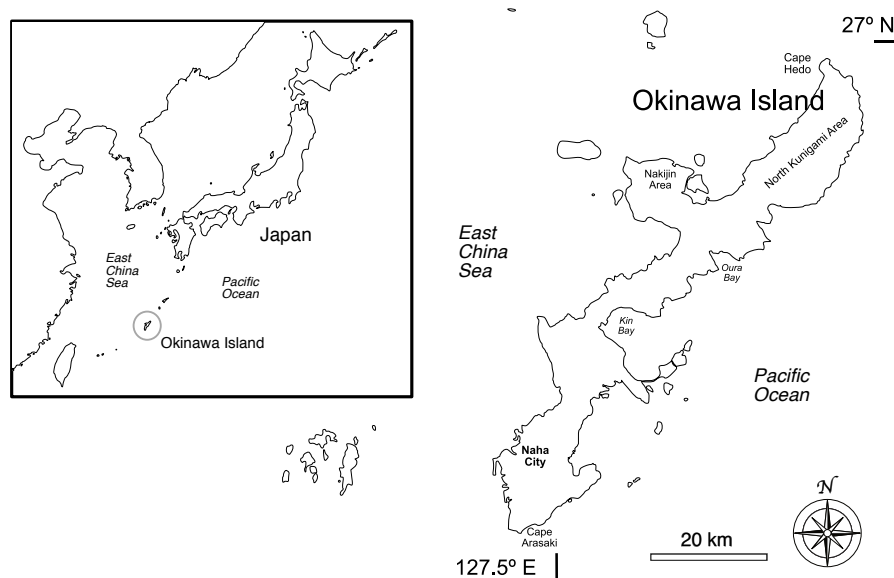 East
China
Sea
Japan
Pacific
Ocean
Okinawa Island
27º N
Cape
Hedo
Okinawa Island
North Kunigami Area
Nakijin
Area
East
China
Sea
Oura
Bay
Kin
Bay
Pacific
Ocean
Naha
City
Cape
Arasaki
N
20 km
127.5º E